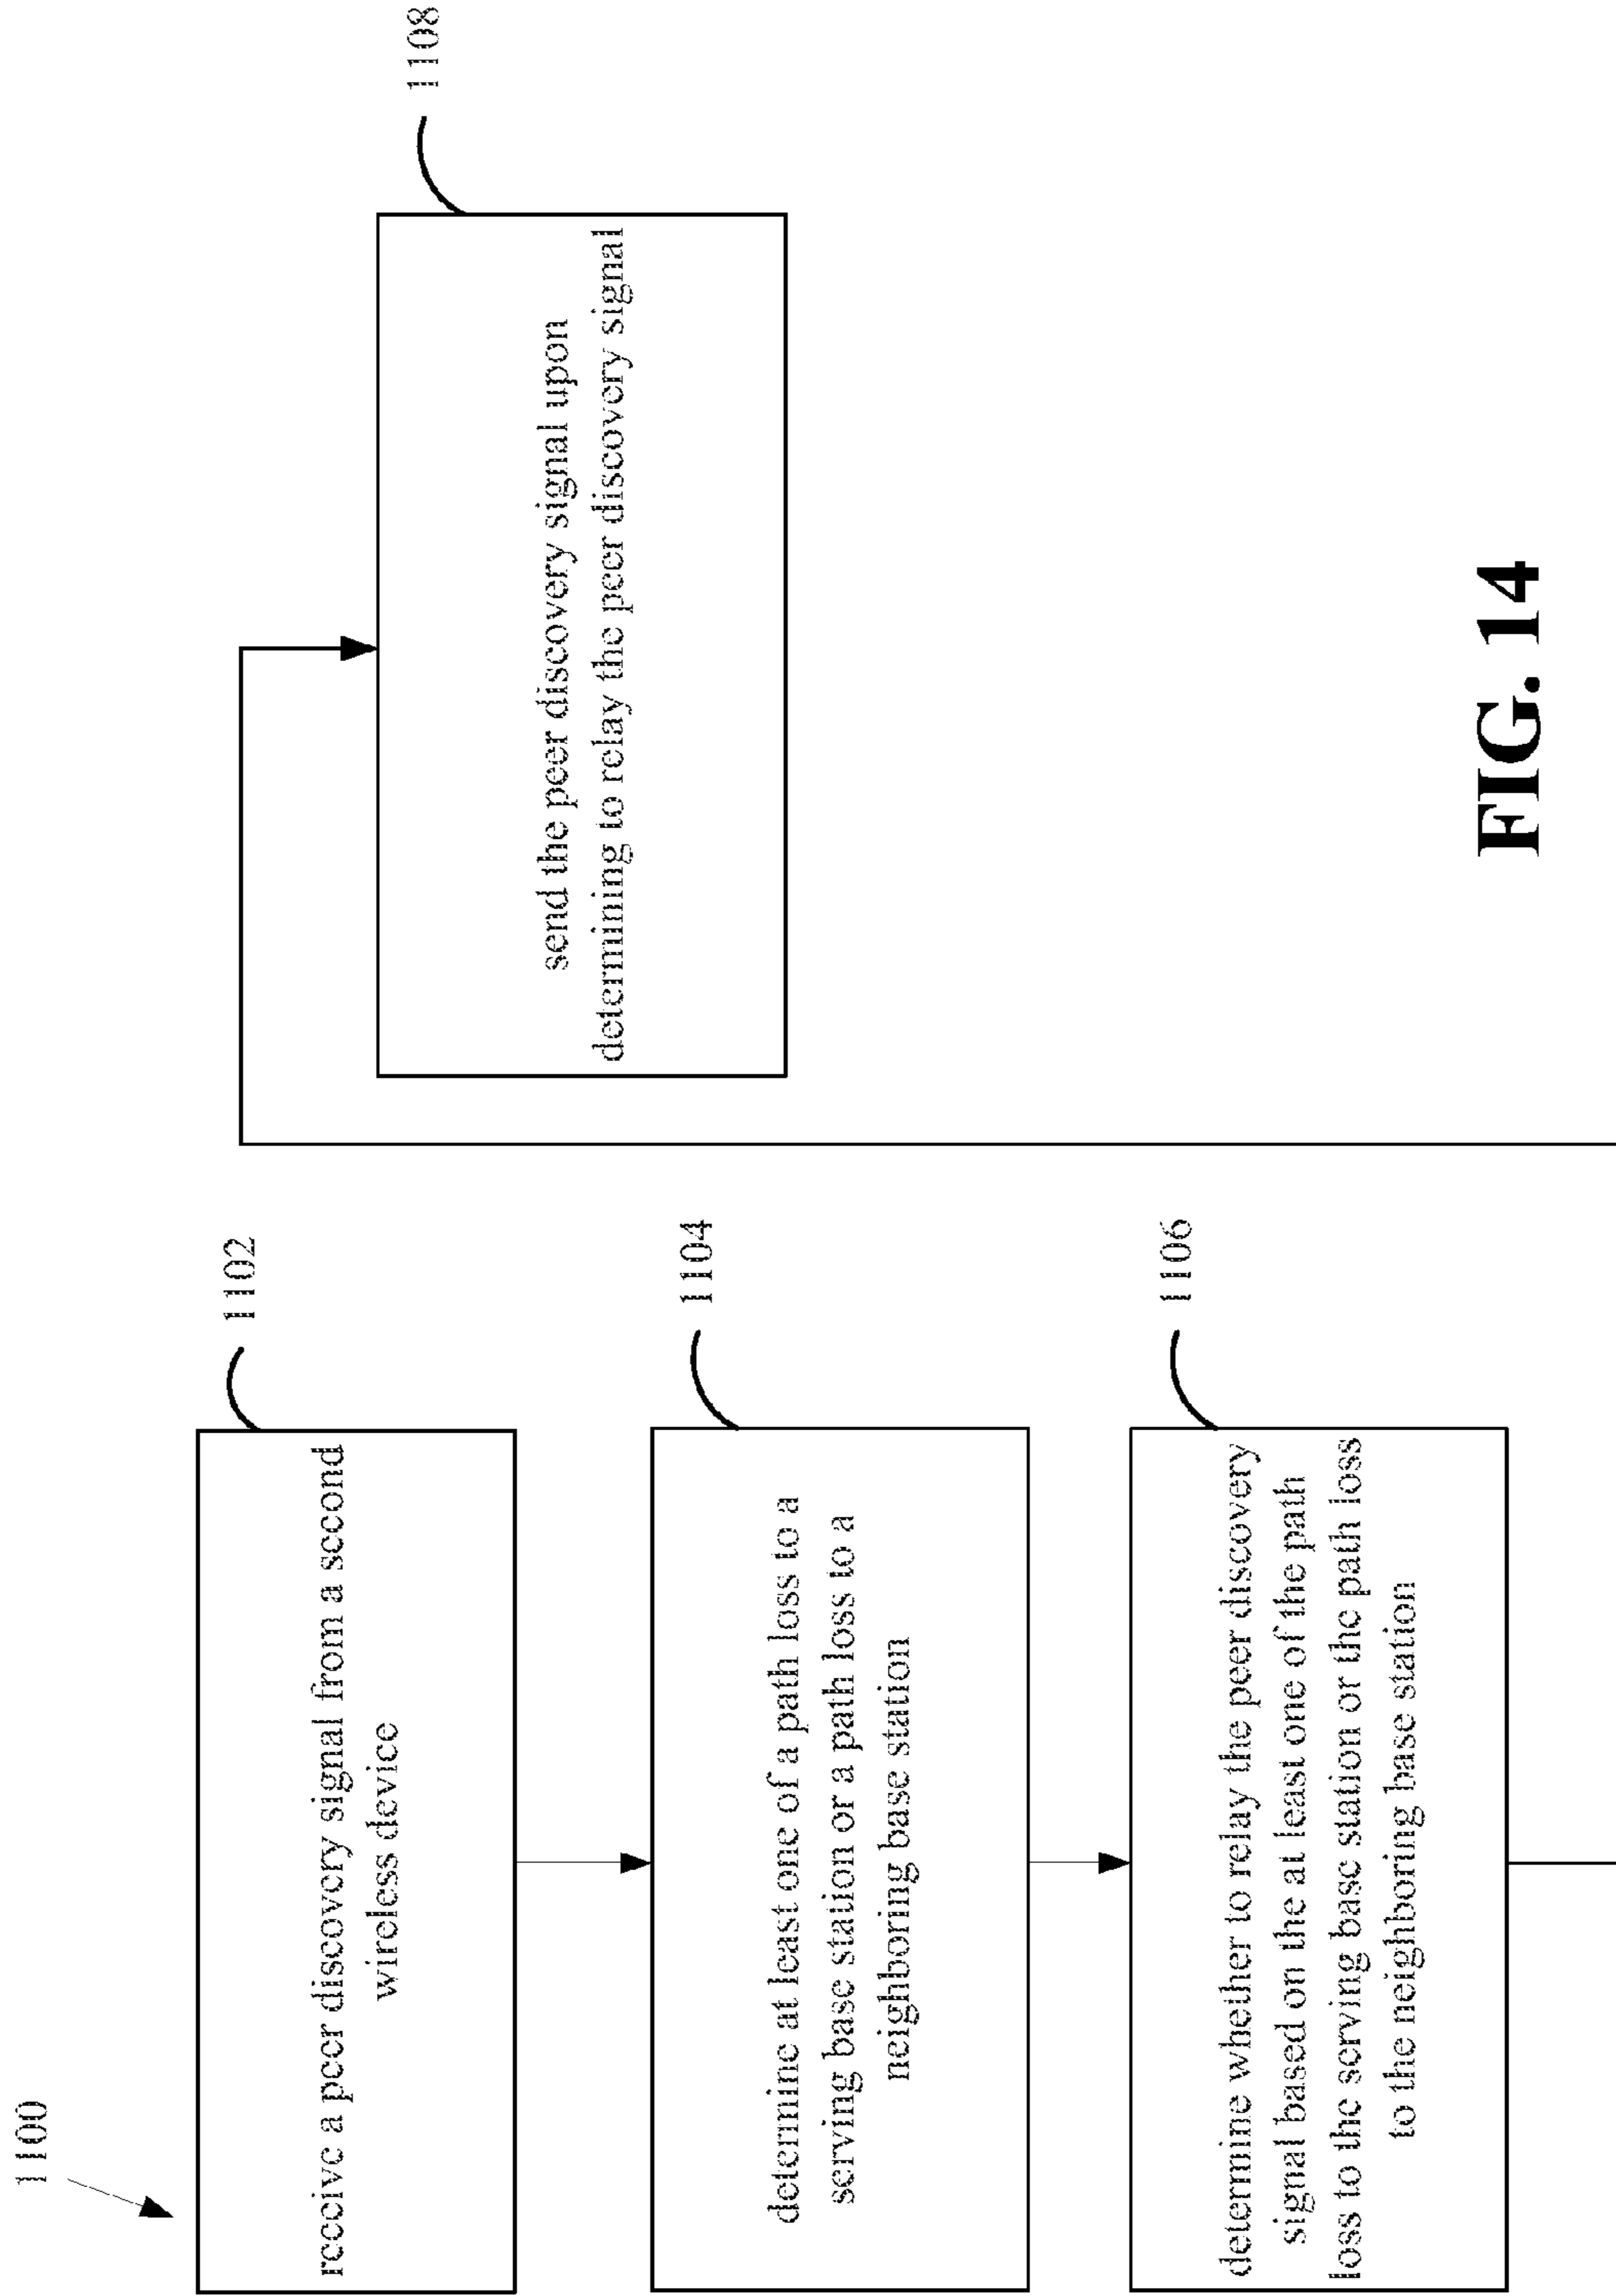 1100
1102
receive a peer discovery signal from a second
wireless device
1104
determine at least one of a path loss to a
serving base station or a path loss to a
neighboring base station
1106
determine whether to relay the peer discovery
signal based on the at least one of the path
loss to the serving base station or the path loss
to the neighboring base station
1108
send the peer discovery signal upon
determining to relay the peer discovery signal
FIG. 14